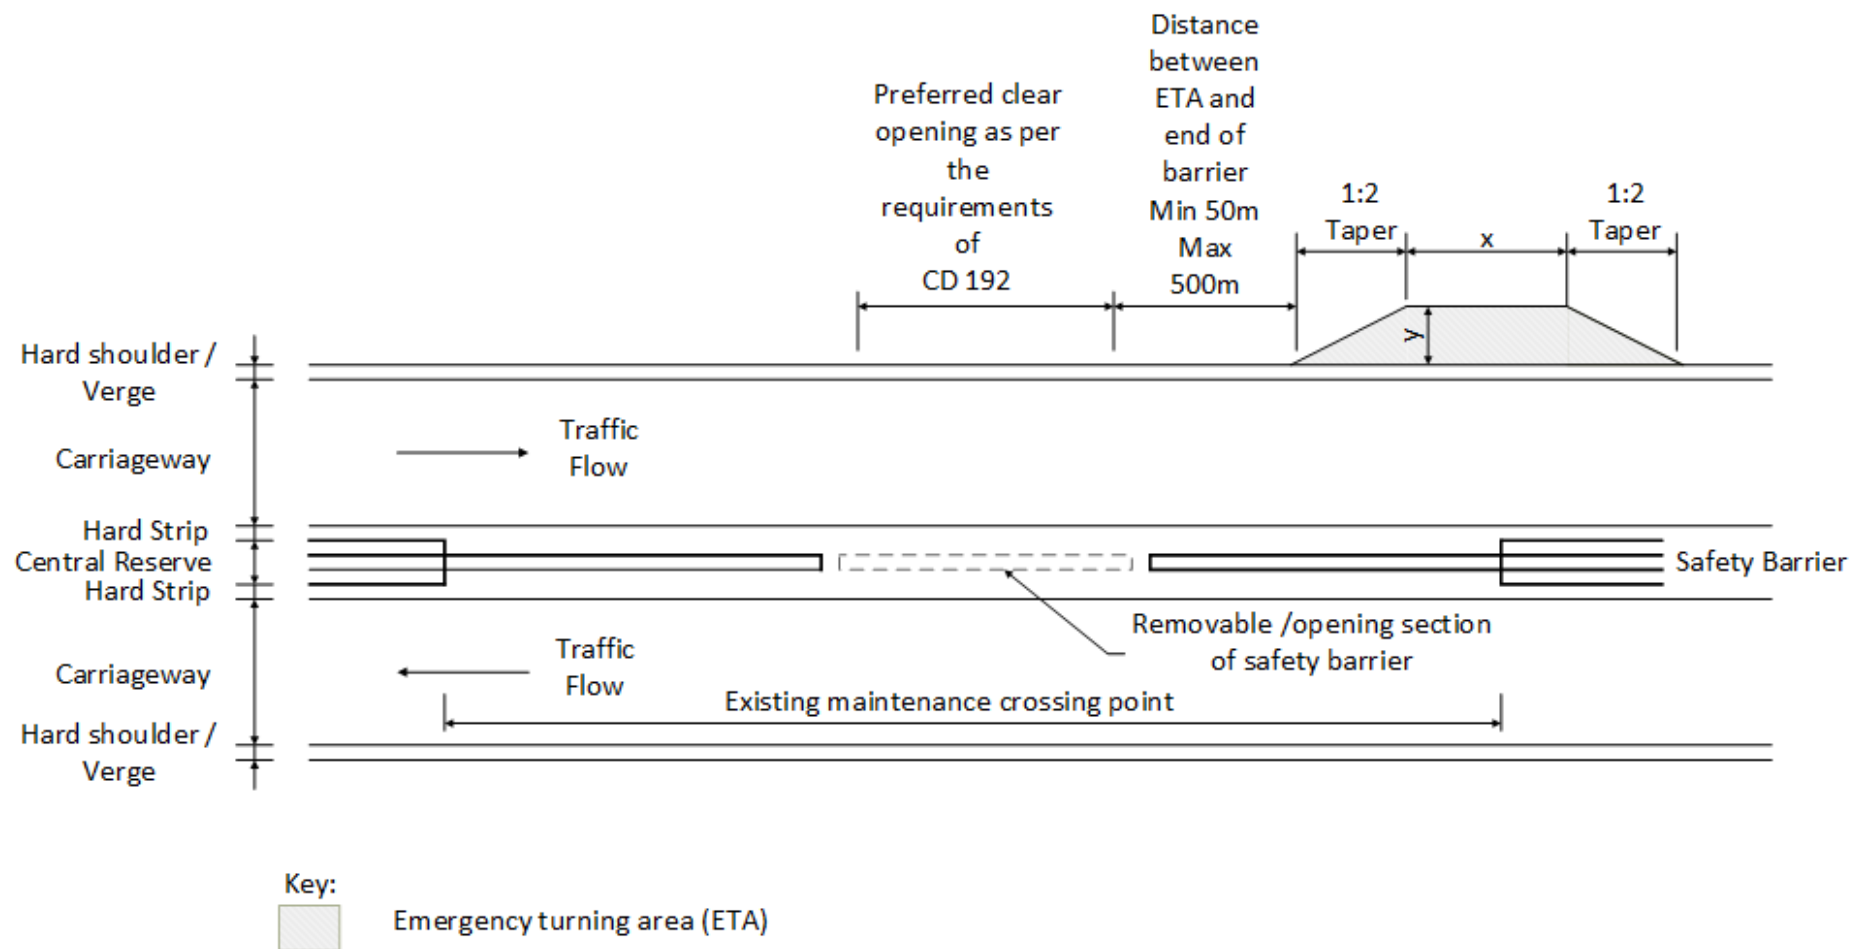 Distance
between
ETA and
end of
barrier
Min 50m
Max
500m
Preferred clear
opening as per
the
requirements
of
CD 192
1:2
Taper
x
1:2
Taper
y
Hard shoulder /
Verge
Carriageway
Traffic
Flow
Hard Strip
Central Reserve
Hard Strip
Safety Barrier
Removable /opening section
of safety barrier
Carriageway
Traffic
Flow
Existing maintenance crossing point
Hard shoulder /
Verge
Key:
Emergency turning area (ETA)